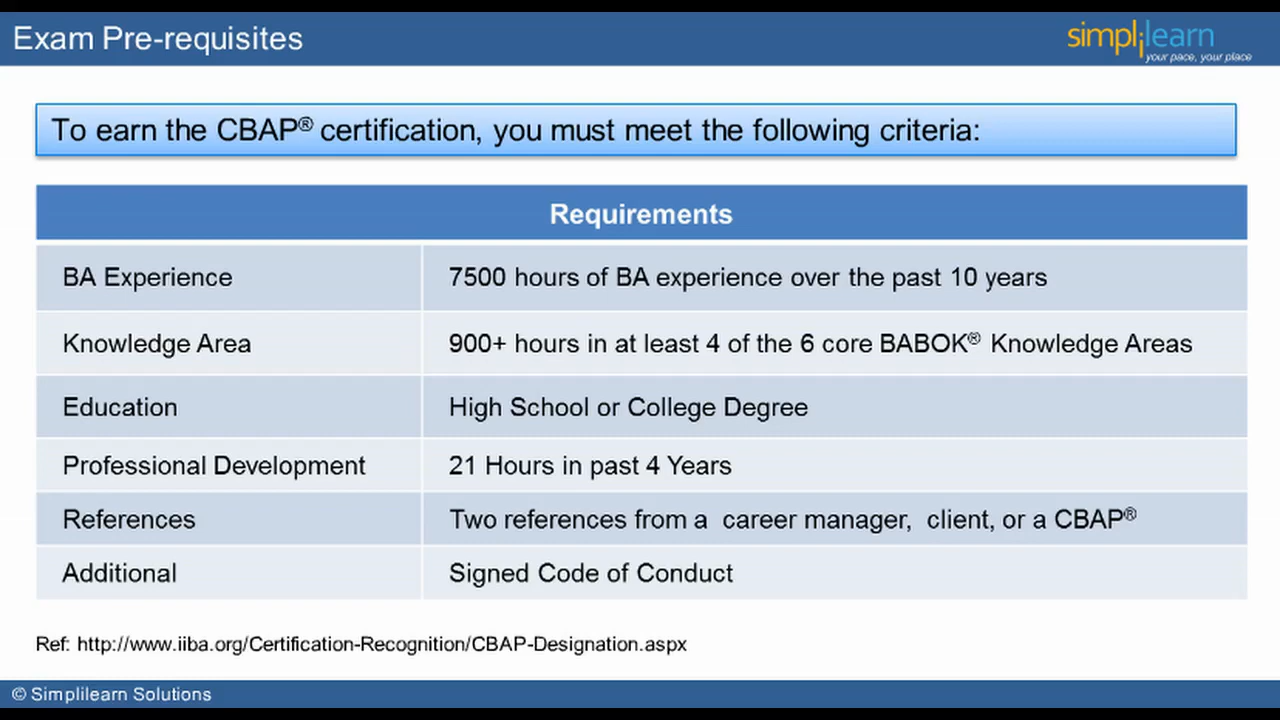 Exam Pre-requisites
simplilearn
your pace, your place
To earn the CBAP® certification, you must meet the following criteria:
Requirements
BA Experience 7500 hours of BA experience over the past 10 years
Knowledge Area 900+ hours in at least 4 of the 6 core BABOK® Knowledge Areas
Education High School or College Degree
Professional Development 21 Hours in past 4 Years
References Two references from a career manager, client, or a CBAP®
Additional Signed Code of Conduct
Ref: http://www.iiba.org/Certification-Recognition/CBAP-Designation.aspx
© Simplilearn Solutions